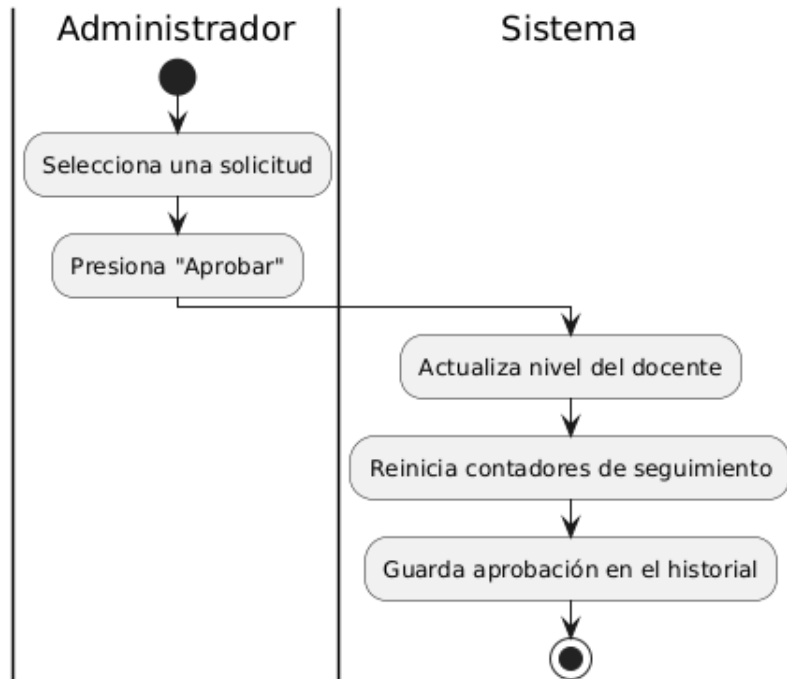 Administrador
Sistema
Selecciona una solicitud
Presiona "Aprobar"
Actualiza nivel del docente
Reinicia contadores de seguimiento
Guarda aprobación en el historial